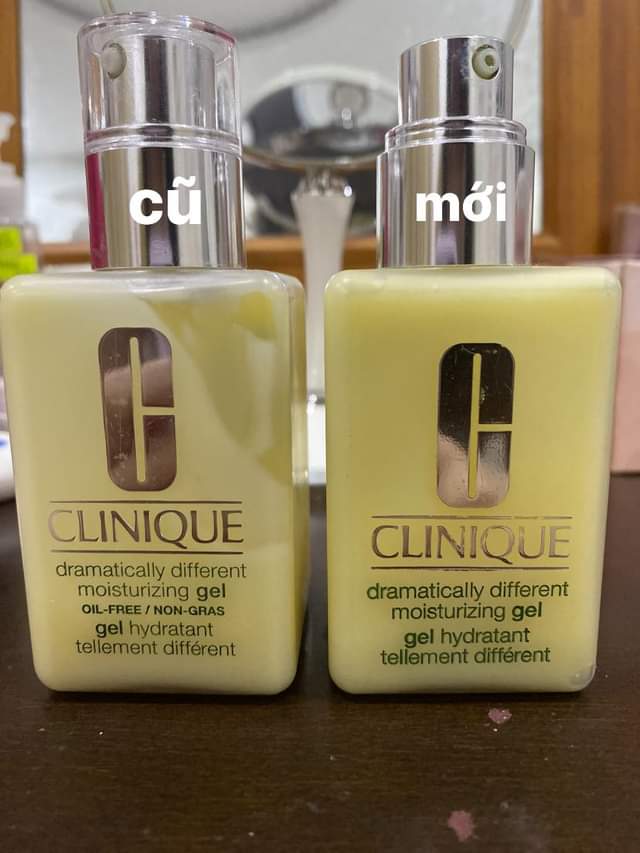 cũ
CLINIQUE
dramatically different
moisturizing gel
OIL-FREE / NON-GRAS
gel hydratant
tellement différent
mới
CLINIQUE
dramatically different
moisturizing gel
gel hydratant
tellement différent